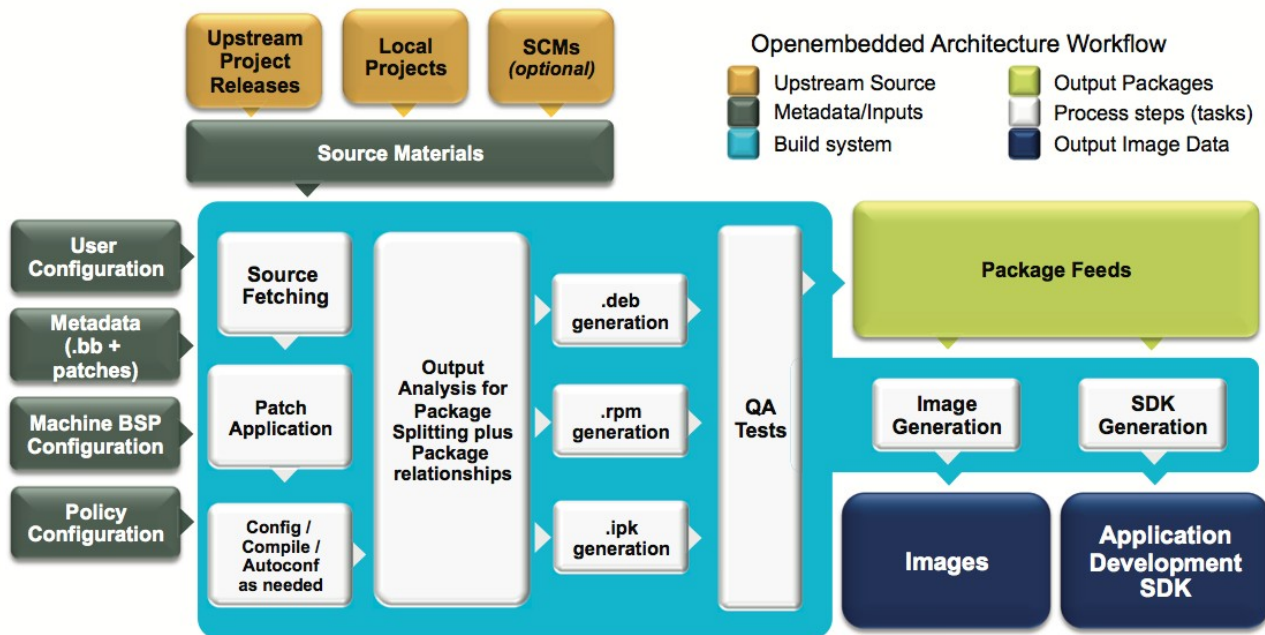 Upstream
Project
Releases
Local
Projects
SCMs
(optional)
Source Materials
Openembedded Architecture Workflow
Upstream Source
Metadata/Inputs
Build system
Output Packages
Process steps (tasks)
Output Image Data
User
Configuration
Metadata
(.bb +
patches)
Machine BSP
Configuration
Policy
Configuration
Source
Fetching
Patch
Application
Config /
Compile /
Autoconf
as needed
Output
Analysis for
Package
Splitting plus
Package
relationships
.deb
generation
.rpm
generation
.ipk
generation
QA
Tests
Package Feeds
Image
Generation
SDK
Generation
Images
Application
Development
SDK